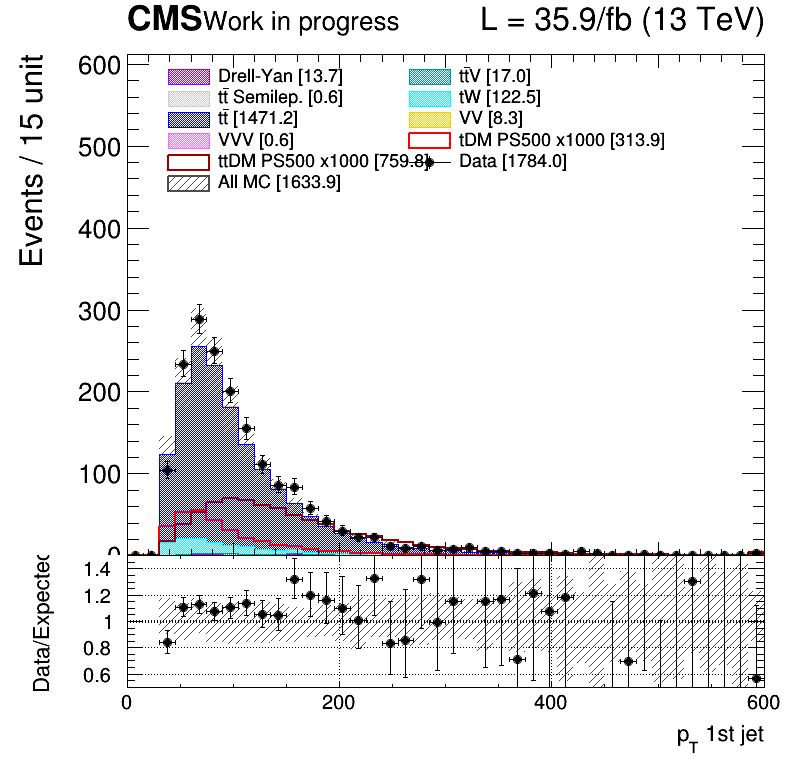 CMS Work in progress L = 35.9/fb (13 TeV)
Events / 15 unit
600
500
400
300
200
100
0
Drell-Yan [13.7] tt̄V [17.0]
tt̄ Semilep. [0.6] tW [122.5]
tt̄ [1471.2] VV [8.3]
VVV [0.6] tDM PS500 x1000 [313.9]
ttDM PS500 x1000 [759.8] Data [1784.0]
All MC [1633.9]
Data/Expected
1.4
1.2
1
0.8
0.6
0 200 400 600
p_T 1st jet